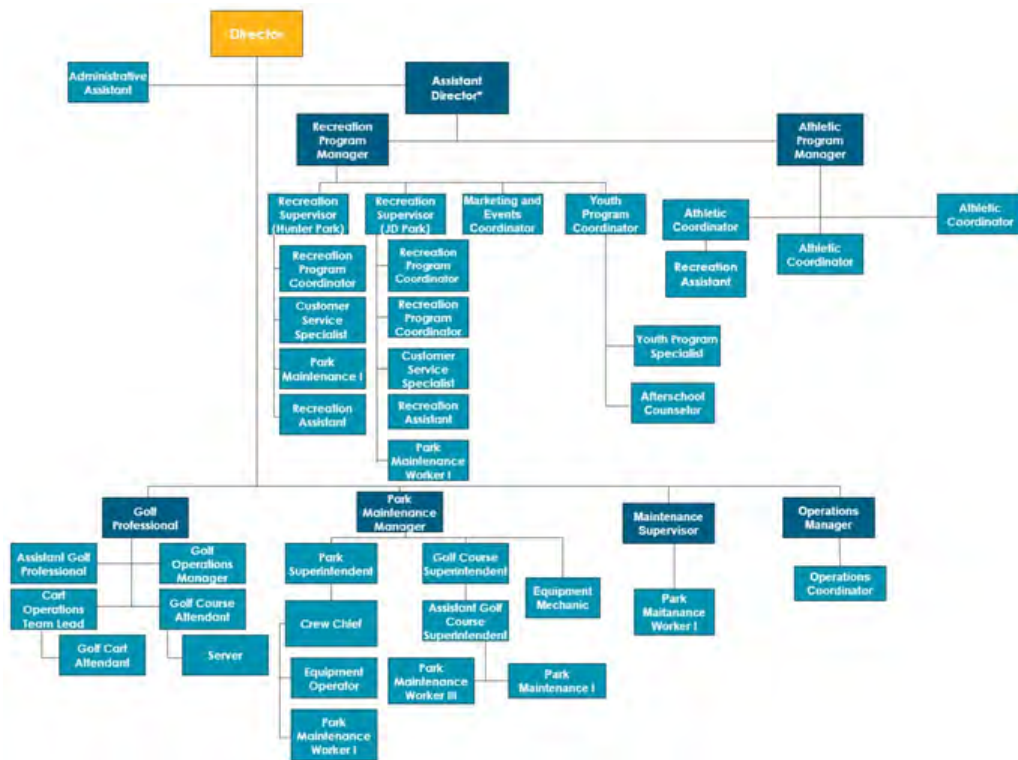 Director
Administrative
Assistant
Assistant
Director*
Recreation
Program
Manager
Athletic
Program
Manager
Recreation
Supervisor
(Hunter Park)
Recreation
Supervisor
(JD Park)
Marketing and
Events
Coordinator
Youth
Program
Coordinator
Athletic
Coordinator
Athletic
Coordinator
Athletic
Coordinator
Recreation
Assistant
Recreation
Program
Coordinator
Customer
Service
Specialist
Park
Maintenance I
Recreation
Assistant
Recreation
Program
Coordinator
Recreation
Program
Coordinator
Customer
Service
Specialist
Recreation
Assistant
Park
Maintenance
Worker I
Youth Program
Specialist
Afterschool
Counselor
Golf
Professional
Park
Maintenance
Manager
Maintenance
Supervisor
Operations
Manager
Assistant Golf
Professional
Golf
Operations
Manager
Cart
Operations
Team Lead
Golf Course
Attendant
Golf Cart
Attendant
Server
Park
Superintendent
Crew Chief
Equipment
Operator
Park
Maintenance
Worker I
Golf Course
Superintendent
Assistant Golf
Course
Superintendent
Park
Maintenance
Worker III
Park
Maintenance I
Equipment
Mechanic
Park
Maitanance
Worker I
Operations
Coordinator